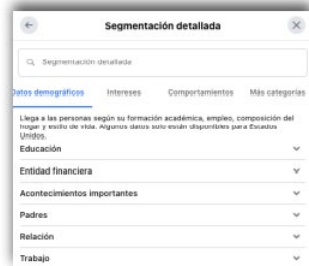 Segmentación detallada
Segmentación detallada
Datos demográficos Intereses Comportamientos Más categorías
Llega a las personas según su formación académica, empleo, composición del
hogar y estilo de vida. Algunos datos solo están disponibles para Estados
Unidos.
Educación
Entidad financiera
Acontecimientos importantes
Padres
Relación
Trabajo